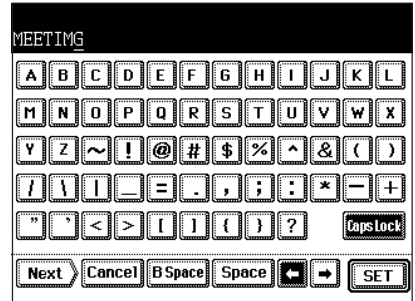 MEETIMG
A B C D E F G H I J K L
M N O P Q R S T U V W X
Y Z ~ ! @ # $ % ^ & ( )
/ \ | _ = . , ; : * - +
" ' < > [ ] { } ? Caps Lock
Next Cancel B Space Space ← → SET